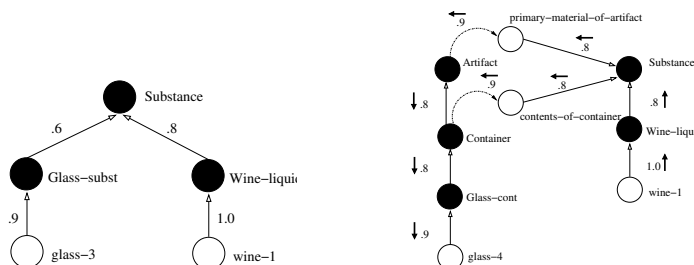 Substance
.6
.8
Glass-subst
Wine-liqui
.9
1.0
glass-3
wine-1
primary-material-of-artifact
.9
.8
Artifact
Substance
.9
.8
.8
contents-of-container
.8
Container
Wine-liqu
.8
1.0
Glass-cont
wine-1
.9
glass-4